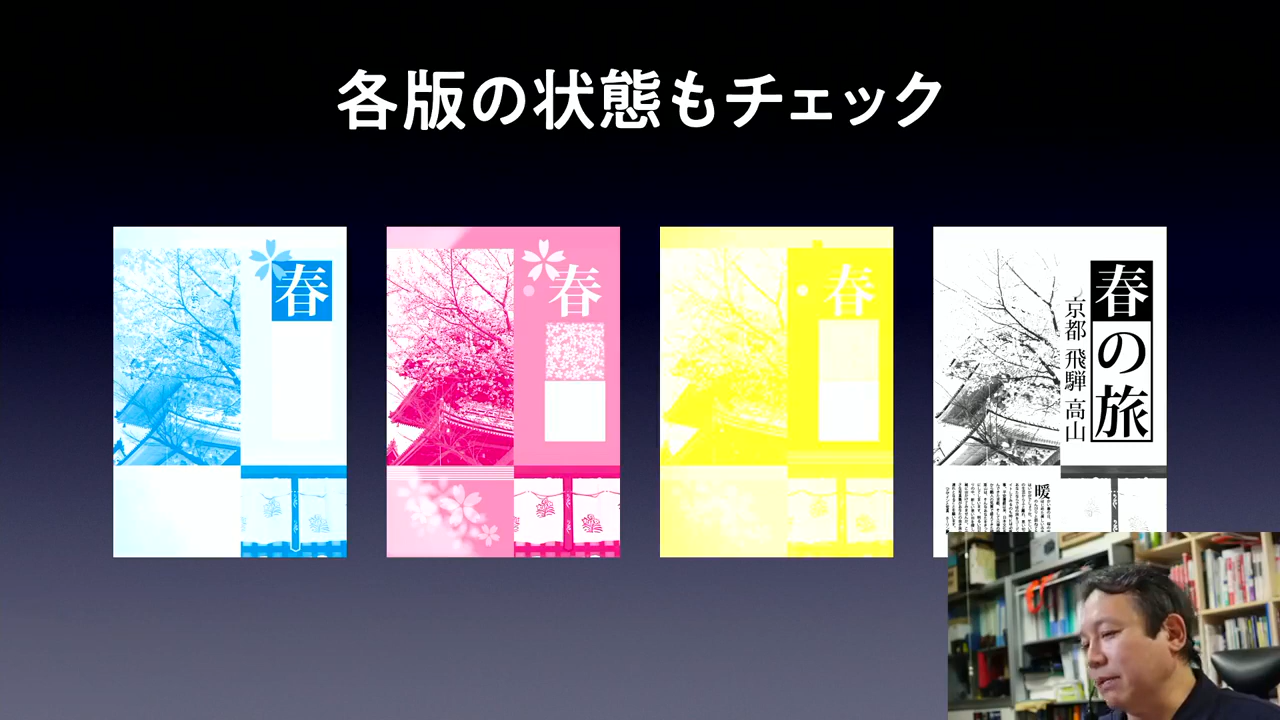 各版の状態もチェック
春
春
春
春の旅
京都 飛騨 高山
暖